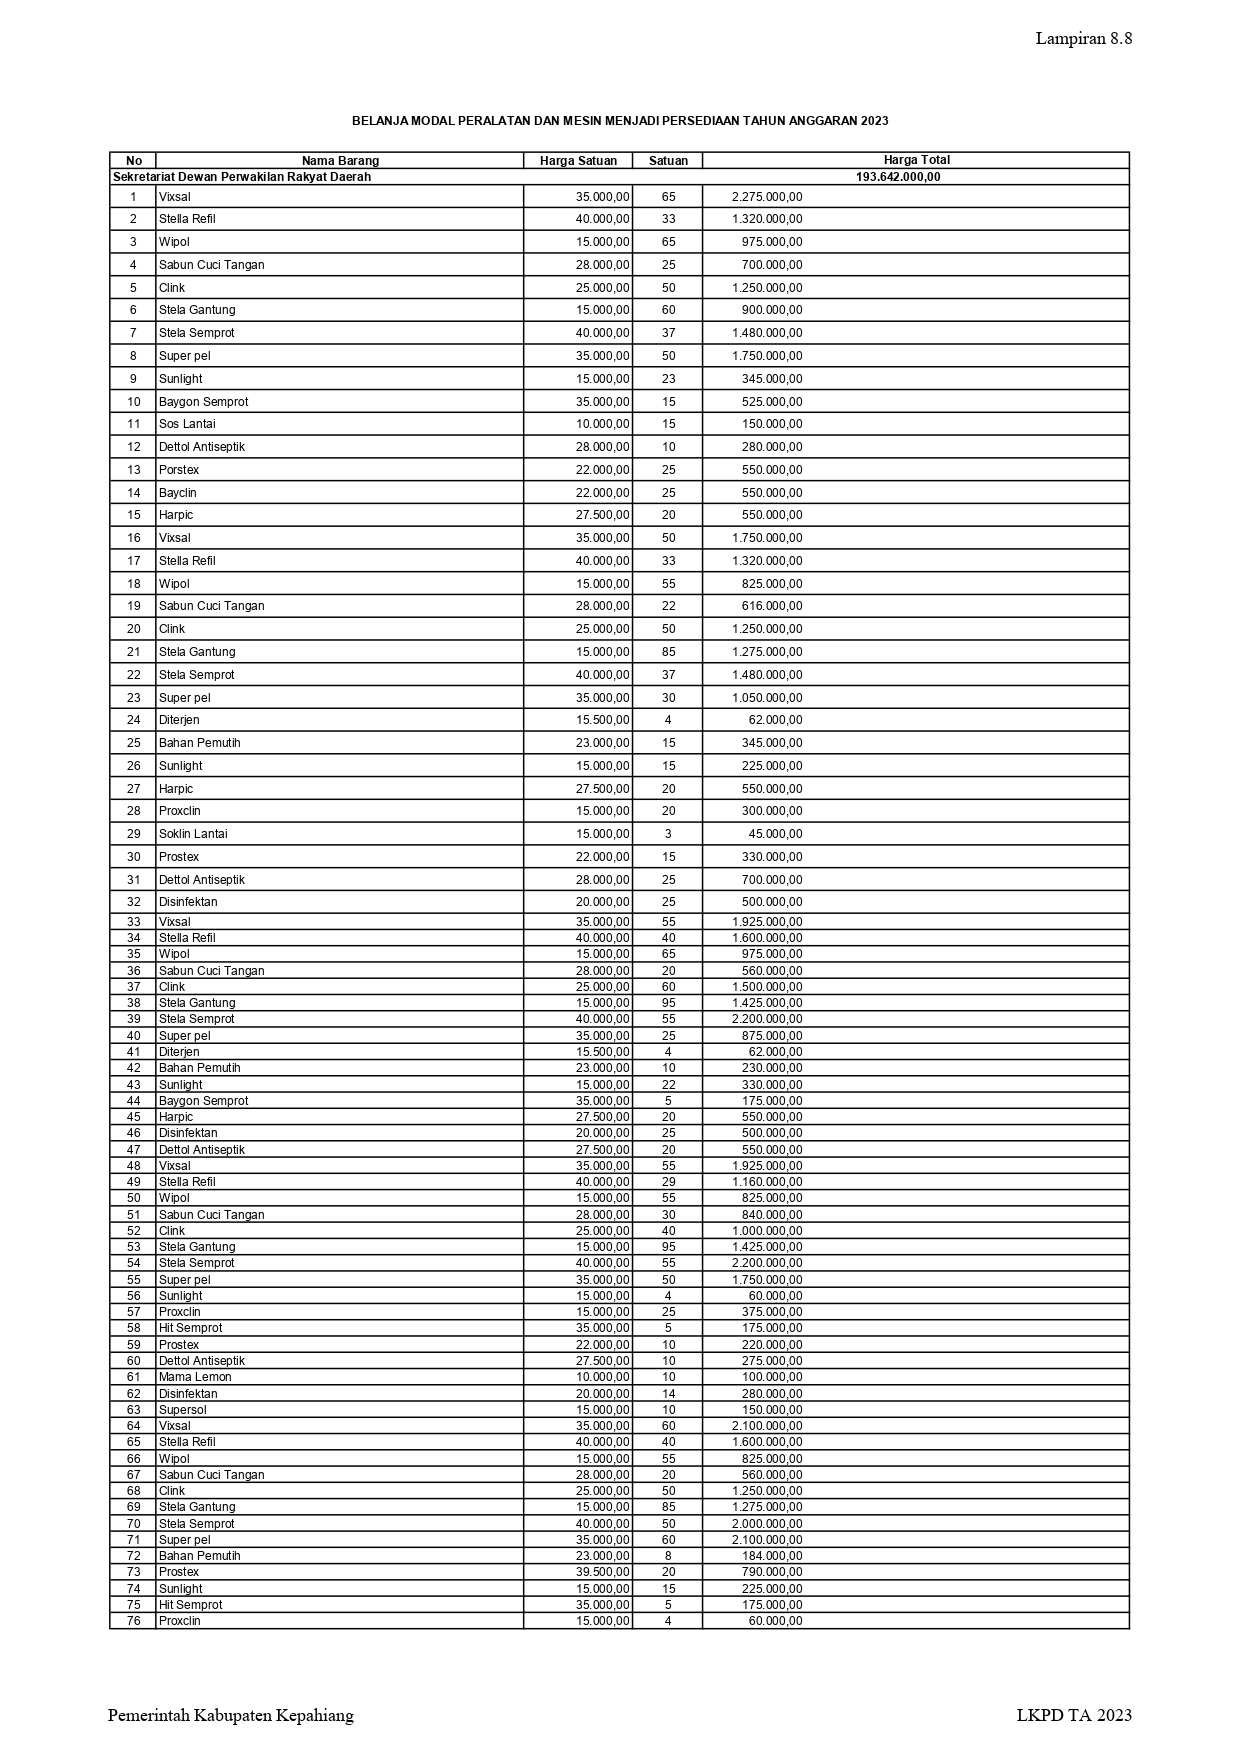 Lampiran 8.8
BELANJA MODAL PERALATAN DAN MESIN MENJADI PERSEDIAAN TAHUN ANGGARAN 2023
No Nama Barang Harga Satuan Satuan Harga Total
Sekretariat Dewan Perwakilan Rakyat Daerah 193.642.000,00
1 Vixsal 35.000,00 65 2.275.000,00
2 Stella Refil 40.000,00 33 1.320.000,00
3 Wipol 15.000,00 65 975.000,00
4 Sabun Cuci Tangan 28.000,00 25 700.000,00
5 Clink 25.000,00 50 1.250.000,00
6 Stela Gantung 15.000,00 60 900.000,00
7 Stela Semprot 40.000,00 37 1.480.000,00
8 Super pel 35.000,00 50 1.750.000,00
9 Sunlight 15.000,00 23 345.000,00
10 Baygon Semprot 35.000,00 15 525.000,00
11 Sos Lantai 10.000,00 15 150.000,00
12 Dettol Antiseptik 28.000,00 10 280.000,00
13 Porstex 22.000,00 25 550.000,00
14 Bayclin 22.000,00 25 550.000,00
15 Harpic 27.500,00 20 550.000,00
16 Vixsal 35.000,00 50 1.750.000,00
17 Stella Refil 40.000,00 33 1.320.000,00
18 Wipol 15.000,00 55 825.000,00
19 Sabun Cuci Tangan 28.000,00 22 616.000,00
20 Clink 25.000,00 50 1.250.000,00
21 Stela Gantung 15.000,00 85 1.275.000,00
22 Stela Semprot 40.000,00 37 1.480.000,00
23 Super pel 35.000,00 30 1.050.000,00
24 Diterjen 15.500,00 4 62.000,00
25 Bahan Pemutih 23.000,00 15 345.000,00
26 Sunlight 15.000,00 15 225.000,00
27 Harpic 27.500,00 20 550.000,00
28 Proxclin 15.000,00 20 300.000,00
29 Soklin Lantai 15.000,00 3 45.000,00
30 Prostex 22.000,00 15 330.000,00
31 Dettol Antiseptik 28.000,00 25 700.000,00
32 Disinfektan 20.000,00 25 500.000,00
33 Vixsal 35.000,00 55 1.925.000,00
34 Stella Refil 40.000,00 40 1.600.000,00
35 Wipol 15.000,00 65 975.000,00
36 Sabun Cuci Tangan 28.000,00 20 560.000,00
37 Clink 25.000,00 60 1.500.000,00
38 Stela Gantung 15.000,00 95 1.425.000,00
39 Stela Semprot 40.000,00 55 2.200.000,00
40 Super pel 35.000,00 25 875.000,00
41 Diterjen 15.500,00 4 62.000,00
42 Bahan Pemutih 23.000,00 10 230.000,00
43 Sunlight 15.000,00 22 330.000,00
44 Baygon Semprot 35.000,00 5 175.000,00
45 Harpic 27.500,00 20 550.000,00
46 Disinfektan 20.000,00 25 500.000,00
47 Dettol Antiseptik 27.500,00 20 550.000,00
48 Vixsal 35.000,00 55 1.925.000,00
49 Stella Refil 40.000,00 29 1.160.000,00
50 Wipol 15.000,00 55 825.000,00
51 Sabun Cuci Tangan 28.000,00 30 840.000,00
52 Clink 25.000,00 40 1.000.000,00
53 Stela Gantung 15.000,00 95 1.425.000,00
54 Stela Semprot 40.000,00 55 2.200.000,00
55 Super pel 35.000,00 50 1.750.000,00
56 Sunlight 15.000,00 4 60.000,00
57 Proxclin 15.000,00 25 375.000,00
58 Hit Semprot 35.000,00 5 175.000,00
59 Prostex 22.000,00 10 220.000,00
60 Dettol Antiseptik 27.500,00 10 275.000,00
61 Mama Lemon 10.000,00 10 100.000,00
62 Disinfektan 20.000,00 14 280.000,00
63 Supersol 15.000,00 10 150.000,00
64 Vixsal 35.000,00 60 2.100.000,00
65 Stella Refil 40.000,00 40 1.600.000,00
66 Wipol 15.000,00 55 825.000,00
67 Sabun Cuci Tangan 28.000,00 20 560.000,00
68 Clink 25.000,00 50 1.250.000,00
69 Stela Gantung 15.000,00 85 1.275.000,00
70 Stela Semprot 40.000,00 50 2.000.000,00
71 Super pel 35.000,00 60 2.100.000,00
72 Bahan Pemutih 23.000,00 8 184.000,00
73 Prostex 39.500,00 20 790.000,00
74 Sunlight 15.000,00 15 225.000,00
75 Hit Semprot 35.000,00 5 175.000,00
76 Proxclin 15.000,00 4 60.000,00
Pemerintah Kabupaten Kepahiang LKPD TA 2023